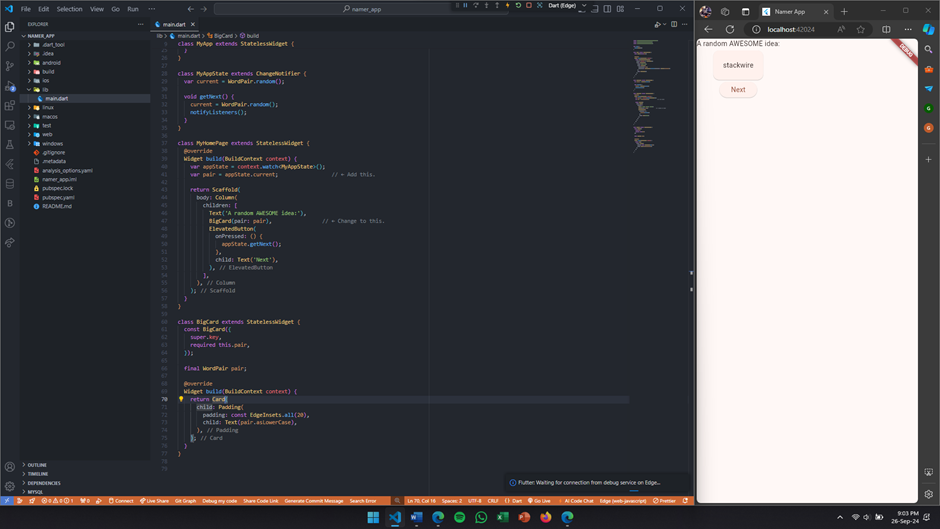 File Edit Selection View Go Run ···
namer_app
Dart (Edge)
EXPLORER
NAMER_APP
.dart_tool
.idea
android
build
ios
lib
main.dart
linux
macos
test
web
windows
.gitignore
.metadata
analysis_options.yaml
namer_app.iml
pubspec.lock
pubspec.yaml
README.md
OUTLINE
TIMELINE
DEPENDENCIES
MYSQL
main.dart
lib > main.dart > BigCard > build
class MyApp extends StatelessWidget {
}
}
class MyAppState extends ChangeNotifier {
var current = WordPair.random();
void getNext() {
current = WordPair.random();
notifyListeners();
}
}
class MyHomePage extends StatelessWidget {
@override
Widget build(BuildContext context) {
var appState = context.watch<MyAppState>();
var pair = appState.current; // ← Add this.
return Scaffold(
body: Column(
children: [
Text('A random AWESOME idea:'),
BigCard(pair: pair), // ← Change to this.
ElevatedButton(
onPressed: () {
appState.getNext();
},
child: Text('Next'),
), // ElevatedButton
],
), // Column
); // Scaffold
}
}
class BigCard extends StatelessWidget {
const BigCard({
super.key,
required this.pair,
});
final WordPair pair;
@override
Widget build(BuildContext context) {
return Card(
child: Padding(
padding: const EdgeInsets.all(20),
child: Text(pair.asLowerCase),
), // Padding
); // Card
}
}
Flutter: Waiting for connection from debug service on Edge...
Connect Live Share Git Graph Debug my code Share Code Link Generate Commit Message Search Error
Ln 70, Col 16 Spaces: 2 UTF-8 CRLF Dart Go Live AI Code Chat Edge (web-javascript) Prettier
Namer App
localhost:42024
A random AWESOME idea:
DEBUG
stackwire
Next
9:03 PM
26-Sep-24